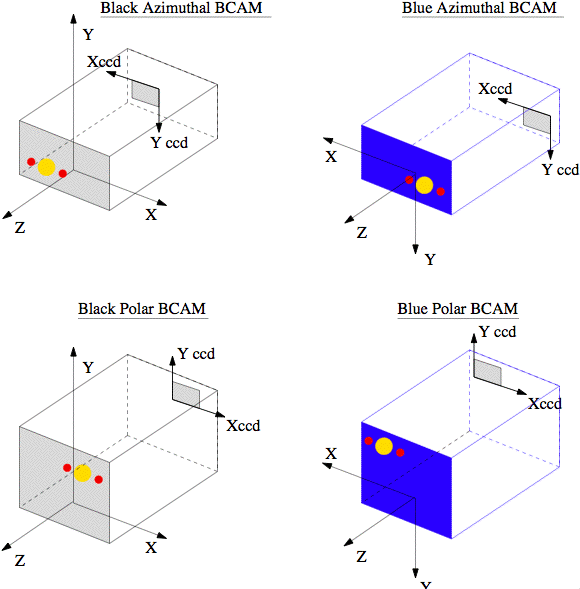 Black Azimuthal BCAM
Y
Xccd
Y ccd
X
Z
Blue Azimuthal BCAM
Xccd
X
Y ccd
Z
Y
Black Polar BCAM
Y ccd
Y
Xccd
X
Z
Blue Polar BCAM
Y ccd
Xccd
X
Z
Y